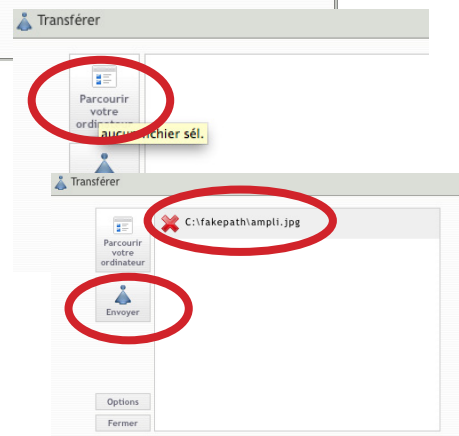 Transférer
Parcourir
votre
aucun fichier sél.
Transférer
Parcourir
votre
ordinateur
C:\fakepath\ampli.jpg
Envoyer
Options
Fermer